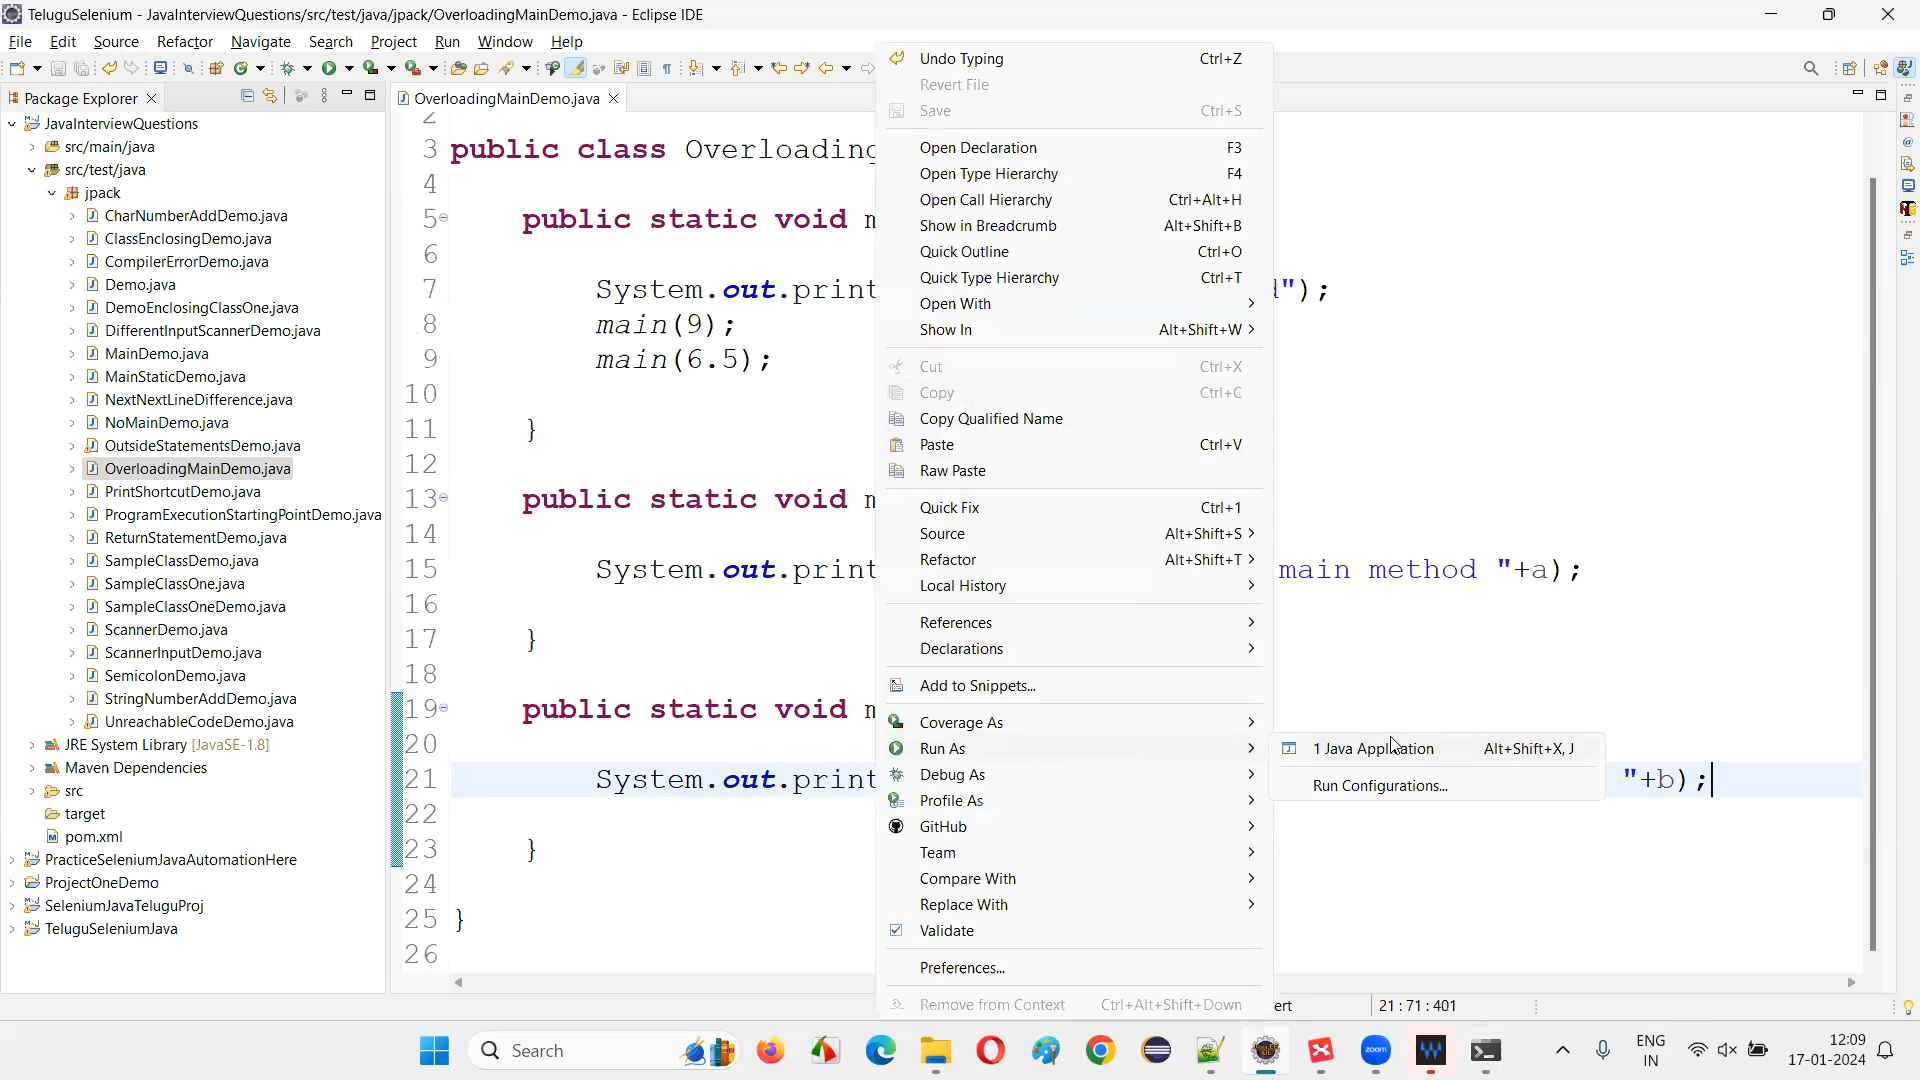 TeluguSelenium - JavaInterviewQuestions/src/test/java/jpack/OverloadingMainDemo.java - Eclipse IDE
File Edit Source Refactor Navigate Search Project Run Window Help
Package Explorer
JavaInterviewQuestions
src/main/java
src/test/java
jpack
CharNumberAddDemo.java
ClassEnclosingDemo.java
CompilerErrorDemo.java
Demo.java
DemoEnclosingClassOne.java
DifferentInputScannerDemo.java
MainDemo.java
MainStaticDemo.java
NextNextLineDifference.java
NoMainDemo.java
OutsideStatementsDemo.java
OverloadingMainDemo.java
PrintShortcutDemo.java
ProgramExecutionStartingPointDemo.java
ReturnStatementDemo.java
SampleClassDemo.java
SampleClassOne.java
SampleClassOneDemo.java
ScannerDemo.java
ScannerInputDemo.java
SemicolonDemo.java
StringNumberAddDemo.java
UnreachableCodeDemo.java
JRE System Library [JavaSE-1.8]
Maven Dependencies
src
target
pom.xml
PracticeSeleniumJavaAutomationHere
ProjectOneDemo
SeleniumJavaTeluguProj
TeluguSeleniumJava
OverloadingMainDemo.java
2
3 public class Overloading
4
5 public static void m
6
7 System.out.print d");
8 main(9);
9 main(6.5);
10
11 }
12
13 public static void m
14
15 System.out.print main method "+a);
16
17 }
18
19 public static void m
20
21 System.out.print "+b);
22
23 }
24
25 }
26
Undo Typing Ctrl+Z
Revert File
Save Ctrl+S
Open Declaration F3
Open Type Hierarchy F4
Open Call Hierarchy Ctrl+Alt+H
Show in Breadcrumb Alt+Shift+B
Quick Outline Ctrl+O
Quick Type Hierarchy Ctrl+T
Open With
Show In Alt+Shift+W
Cut Ctrl+X
Copy Ctrl+C
Copy Qualified Name
Paste Ctrl+V
Raw Paste
Quick Fix Ctrl+1
Source Alt+Shift+S
Refactor Alt+Shift+T
Local History
References
Declarations
Add to Snippets...
Coverage As
Run As
Debug As
Profile As
GitHub
Team
Compare With
Replace With
Validate
Preferences...
Remove from Context Ctrl+Alt+Shift+Down
1 Java Application Alt+Shift+X, J
Run Configurations...
ert 21 : 71 : 401
Search
zoom
ENG
IN
12:09
17-01-2024